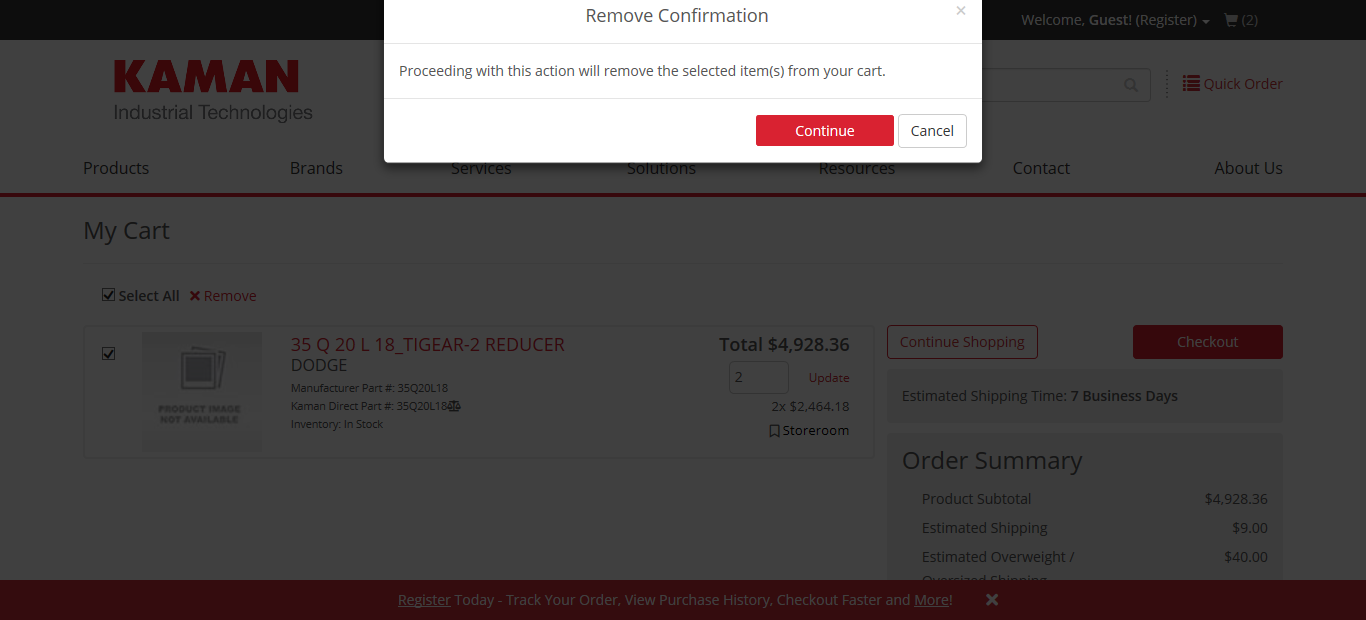 Remove Confirmation
×
Welcome, Guest! (Register)
(2)
Proceeding with this action will remove the selected item(s) from your cart.
Continue
Cancel
KAMAN
Industrial Technologies
Quick Order
Products
Brands
Services
Solutions
Resources
Contact
About Us
My Cart
Select All
Remove
PRODUCT IMAGE
NOT AVAILABLE
35 Q 20 L 18_TIGEAR-2 REDUCER
DODGE
Manufacturer Part #: 35Q20L18
Kaman Direct Part #: 35Q20L18
Inventory: In Stock
Total $4,928.36
2
Update
2x $2,464.18
Storeroom
Continue Shopping
Checkout
Estimated Shipping Time: 7 Business Days
Order Summary
Product Subtotal $4,928.36
Estimated Shipping $9.00
Estimated Overweight / $40.00
Oversized Shipping
Register Today - Track Your Order, View Purchase History, Checkout Faster and More!